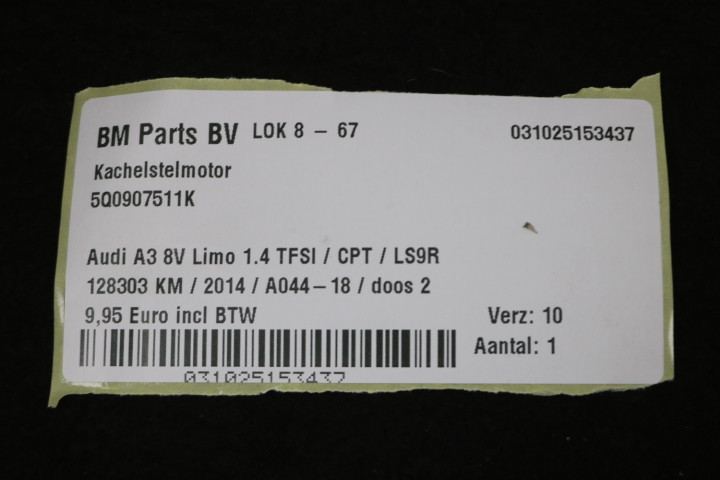 BM Parts BV LOK 8 - 67 031025153437
Kachelstelmotor
5Q0907511K
Audi A3 8V Limo 1.4 TFSI / CPT / LS9R
128303 KM / 2014 / A044-18 / doos 2
9,95 Euro incl BTW Verz: 10
Aantal: 1
031025153437